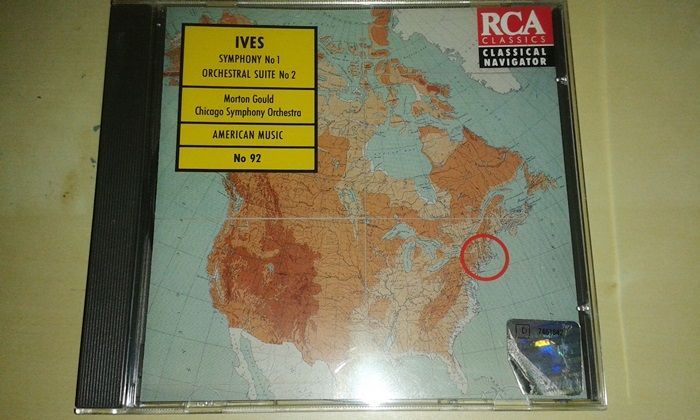 IVES
SYMPHONY No 1
ORCHESTRAL SUITE No 2
Morton Gould
Chicago Symphony Orchestra
AMERICAN MUSIC
No 92
RCA
CLASSICS
CLASSICAL
NAVIGATOR